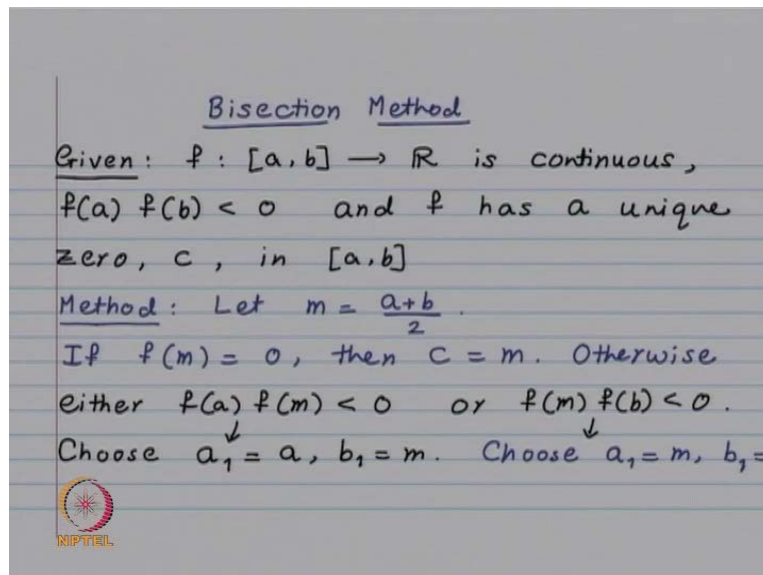 Bisection Method
Given: f : [a, b] → R is continuous,
f(a) f(b) < 0 and f has a unique
zero, c, in [a, b]
Method: Let m = a+b/2.
If f(m) = 0, then c = m. Otherwise
either f(a) f(m) < 0 or f(m) f(b) < 0.
↓ ↓
Choose a₁ = a, b₁ = m. Choose a₁ = m, b₁ =
NPTEL